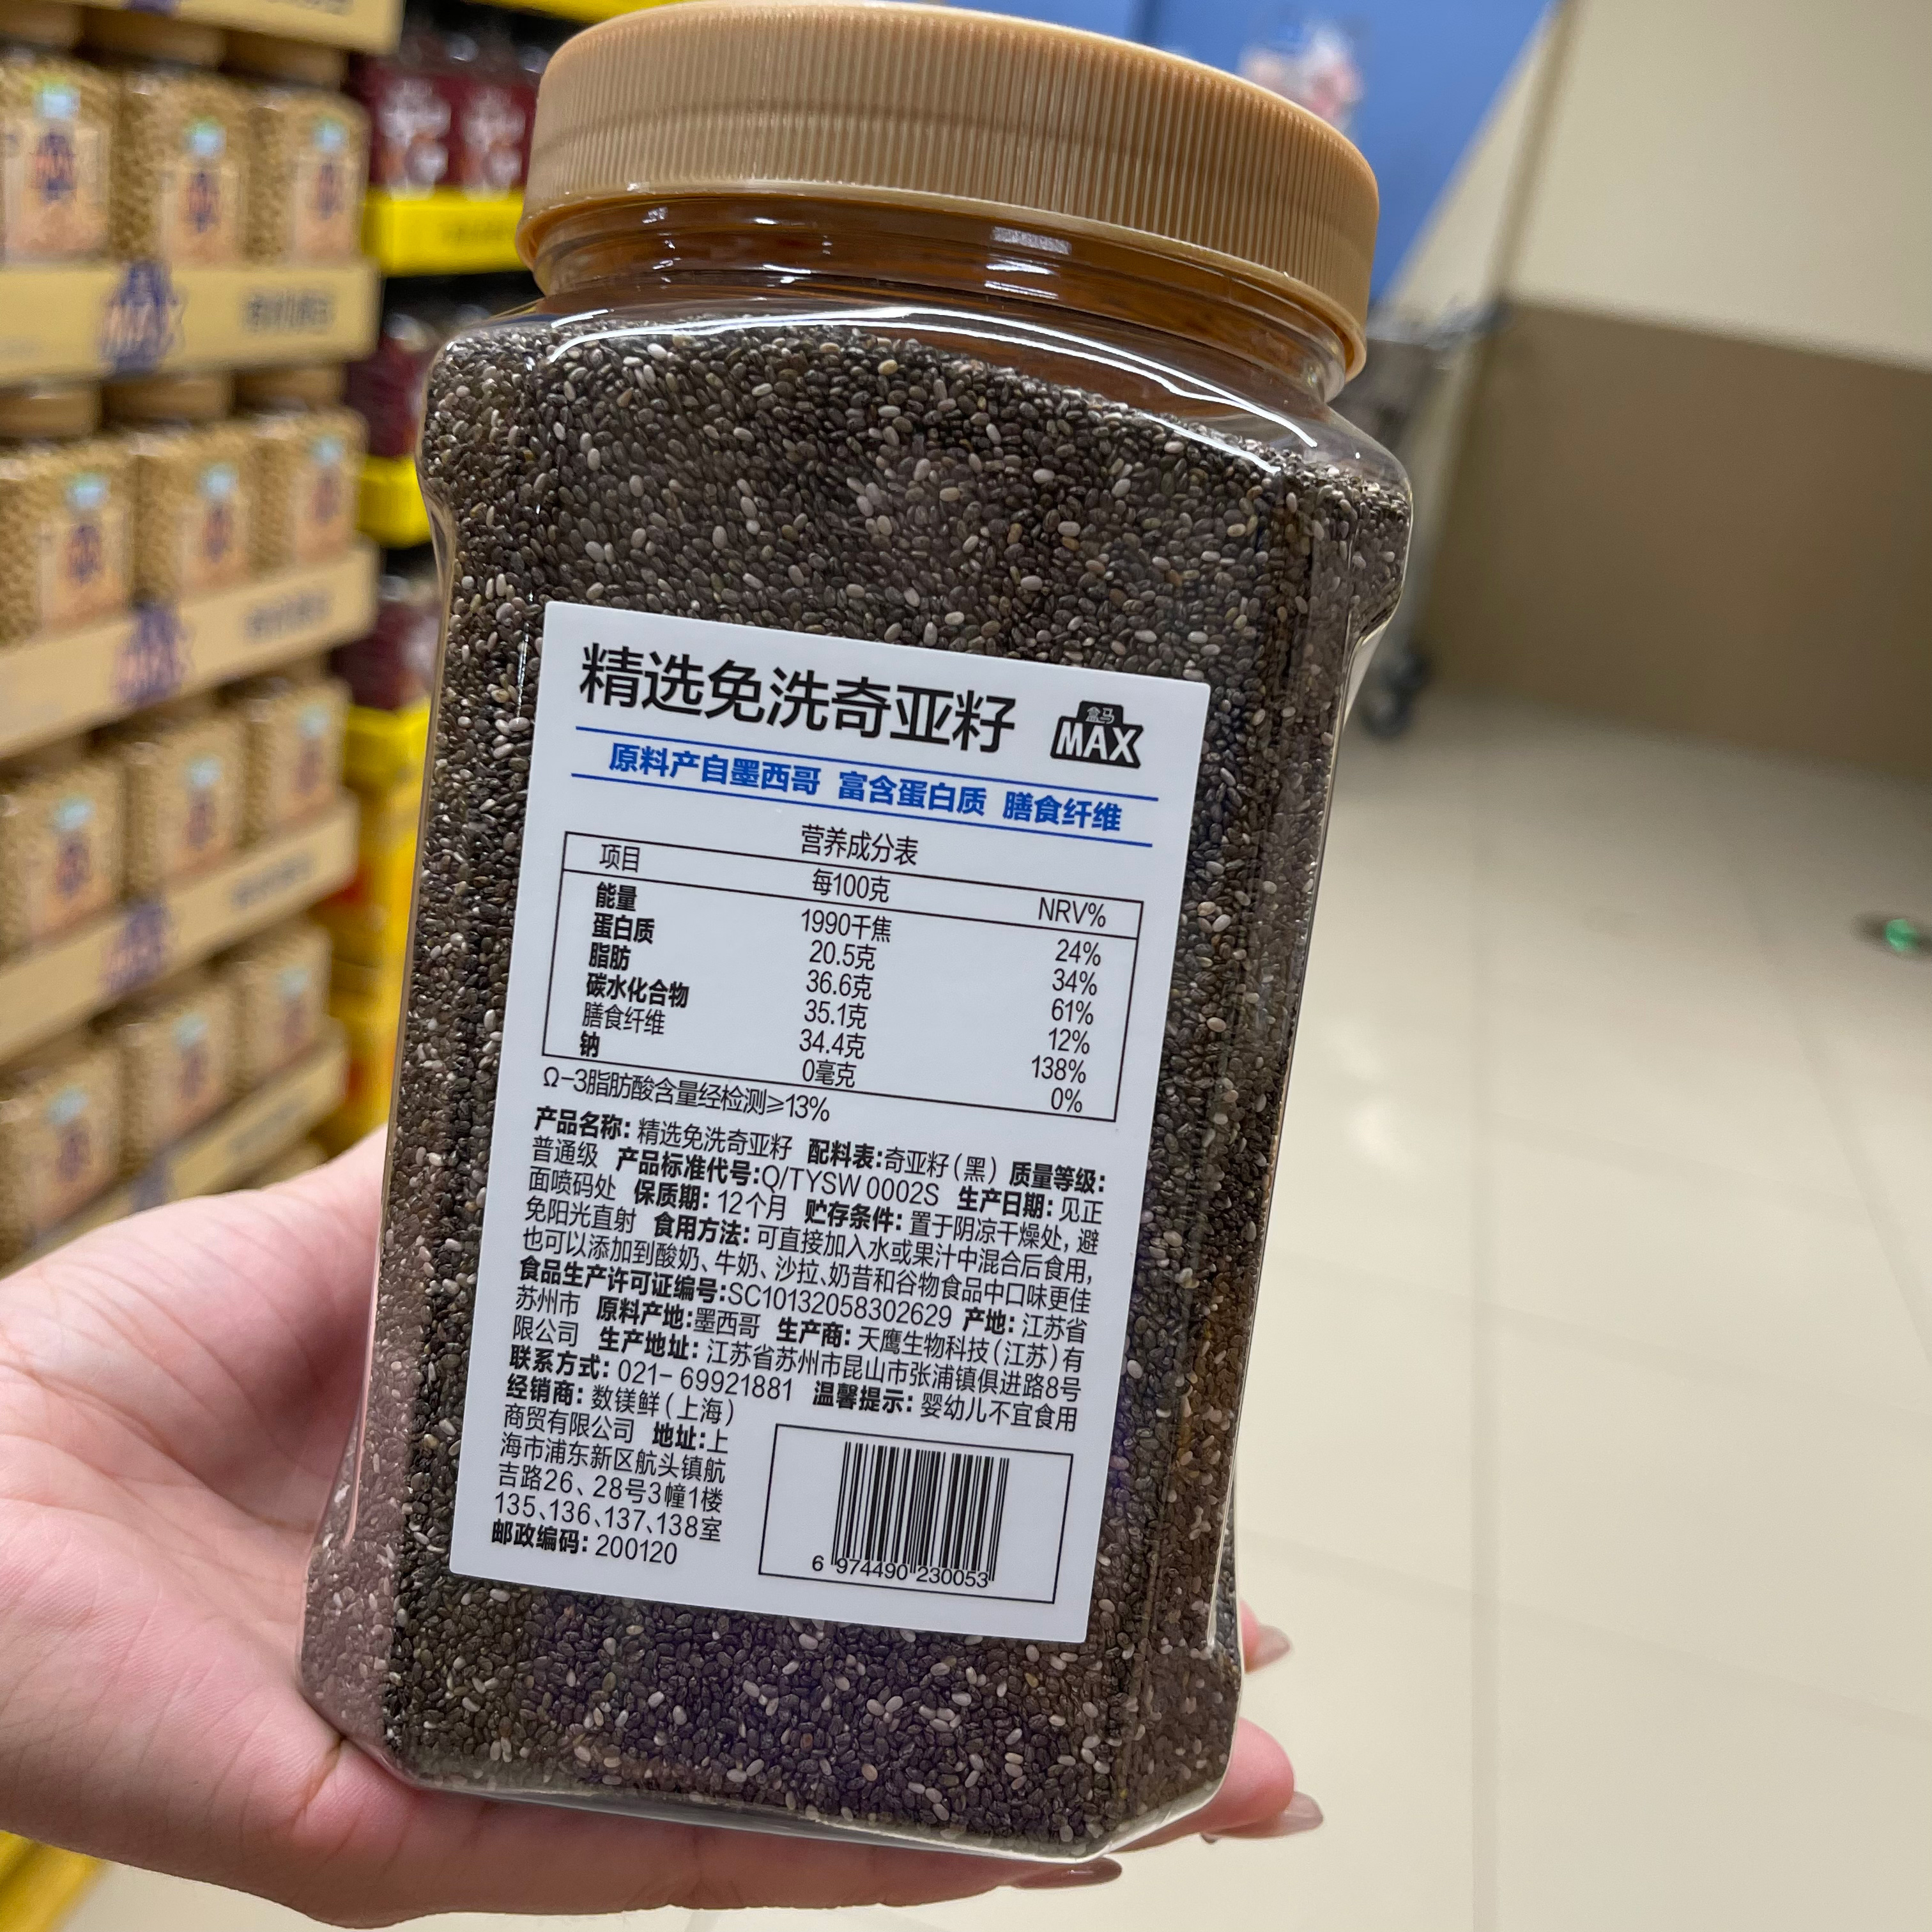 精选免洗奇亚籽
盒马
MAX
原料产自墨西哥 富含蛋白质 膳食纤维
营养成分表
项目 每100克 NRV%
能量 1990千焦 24%
蛋白质 20.5克 34%
脂肪 36.6克 61%
碳水化合物 35.1克 12%
膳食纤维 34.4克 138%
钠 0毫克 0%
Ω-3脂肪酸含量经检测≥13%
产品名称: 精选免洗奇亚籽 配料表:奇亚籽(黑) 质量等级:
普通级 产品标准代号:Q/TYSW 0002S 生产日期: 见正
面喷码处 保质期: 12个月 贮存条件: 置于阴凉干燥处, 避
免阳光直射 食用方法: 可直接加入水或果汁中混合后食用,
也可以添加到酸奶、牛奶、沙拉、奶昔和谷物食品中口味更佳
食品生产许可证编号:SC10132058302629 产地: 江苏省
苏州市 原料产地:墨西哥 生产商: 天鹰生物科技(江苏)有
限公司 生产地址: 江苏省苏州市昆山市张浦镇俱进路8号
联系方式: 021- 69921881 温馨提示: 婴幼儿不宜食用
经销商: 数镁鲜(上海)
商贸有限公司 地址:上
海市浦东新区航头镇航
吉路26、28号3幢1楼
135、136、137、138室
邮政编码: 200120
6 974490 230053
MAX
MAX